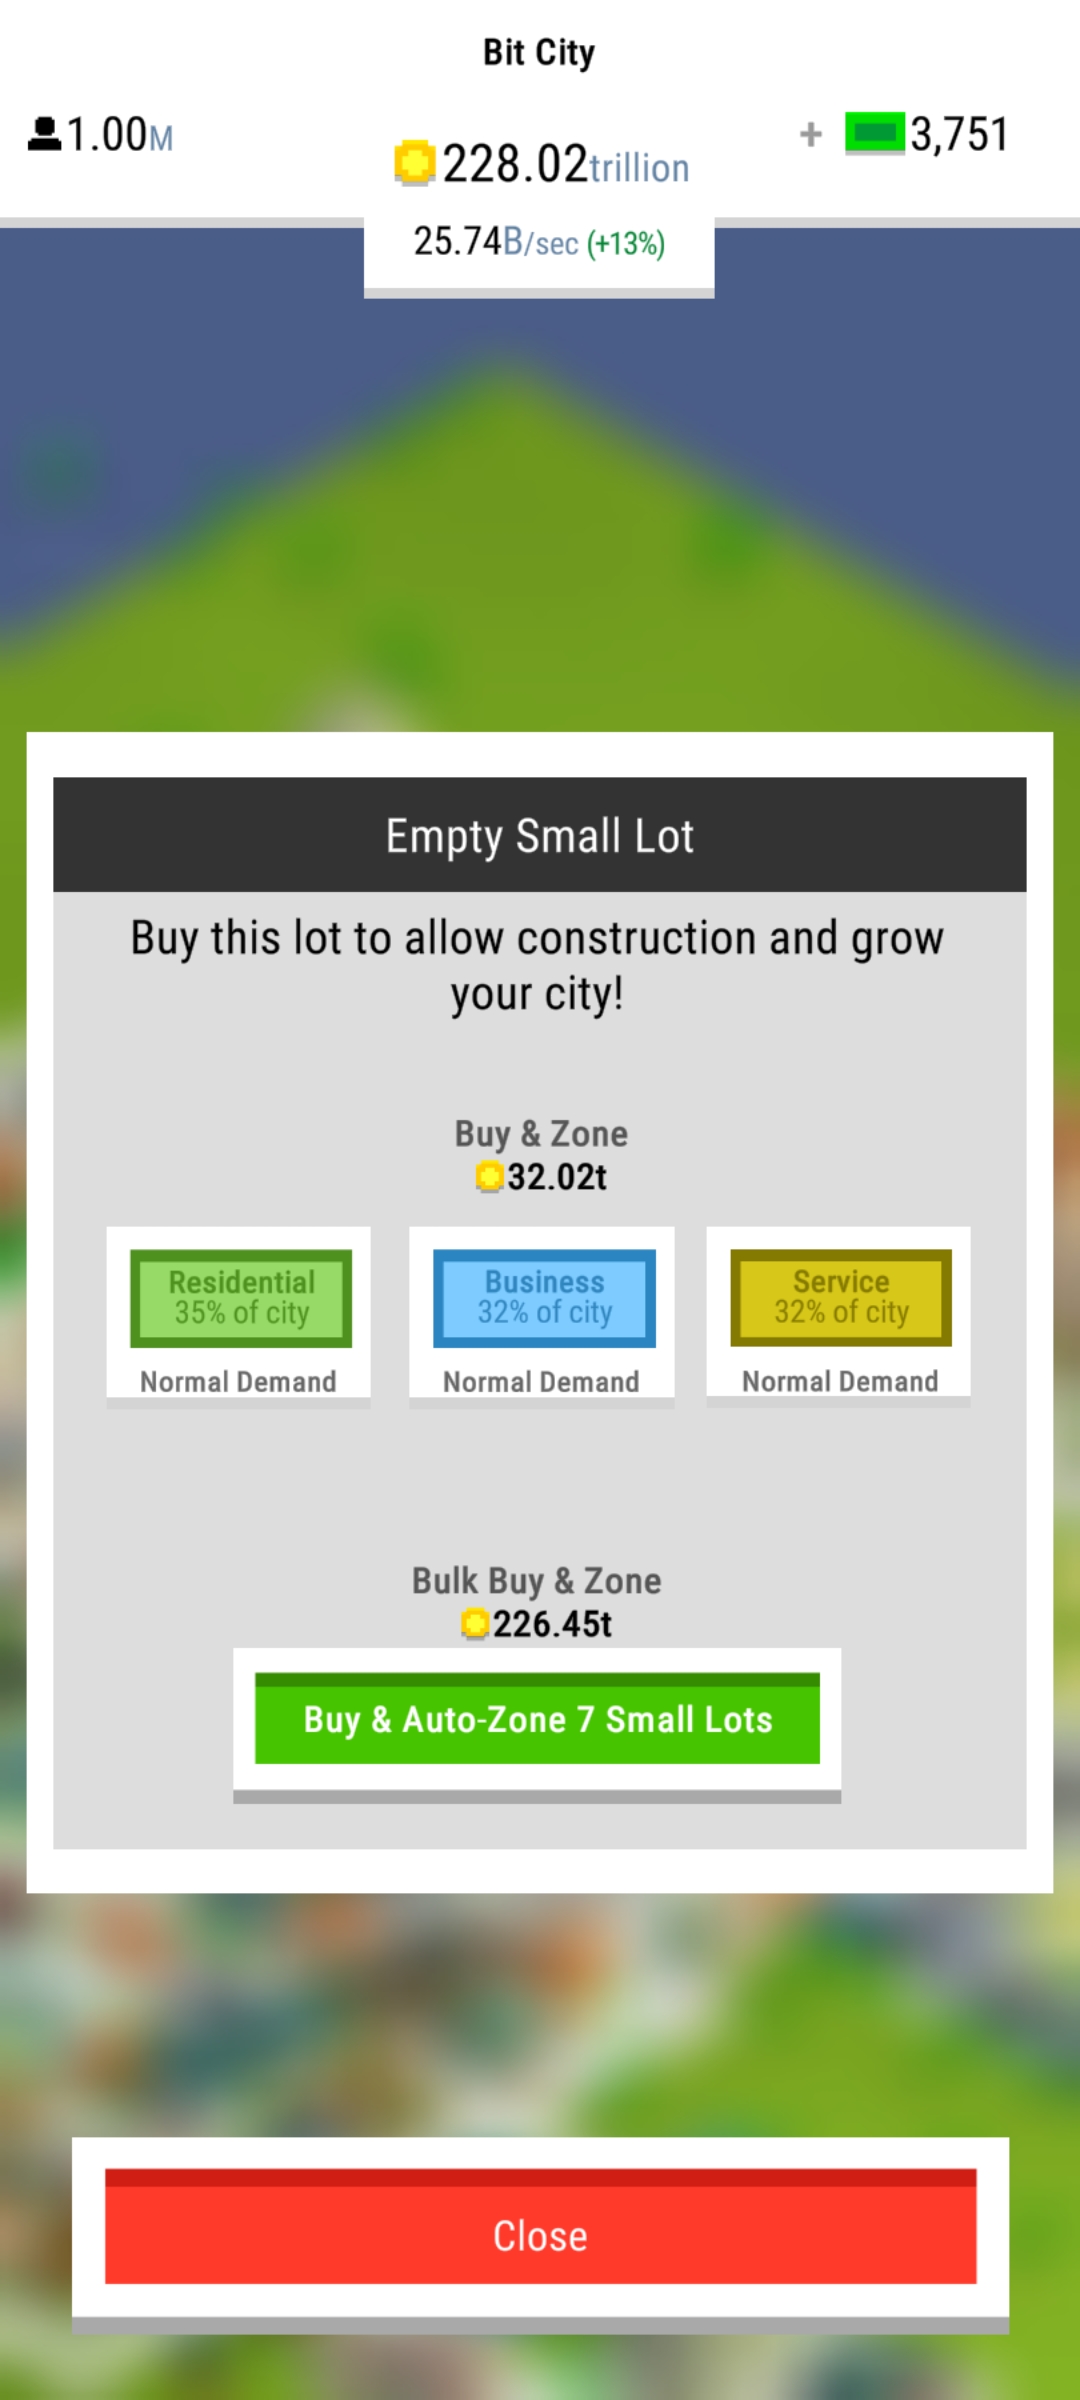 Bit City
1.00M
228.02trillion
+ 3,751
25.74B/sec (+13%)
Empty Small Lot
Buy this lot to allow construction and grow
your city!
Buy & Zone
32.02t
Residential
35% of city
Normal Demand
Business
32% of city
Normal Demand
Service
32% of city
Normal Demand
Bulk Buy & Zone
226.45t
Buy & Auto-Zone 7 Small Lots
Close